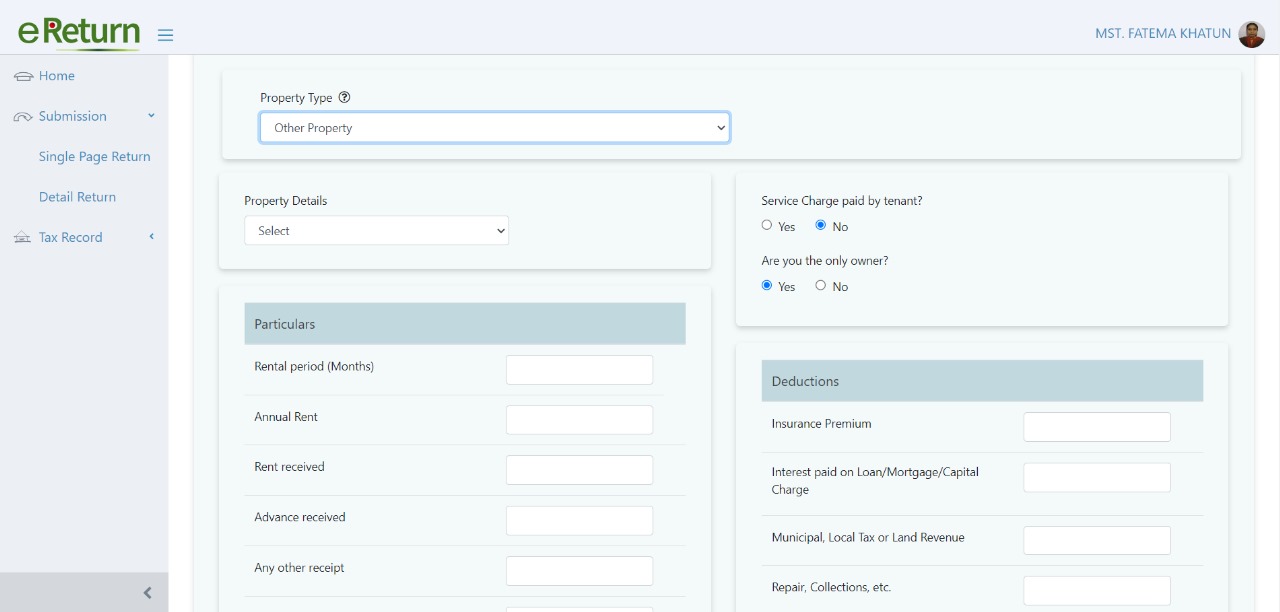 eReturn
MST. FATEMA KHATUN
Home
Submission
Single Page Return
Detail Return
Tax Record
Property Type
Other Property
Property Details
Select
Service Charge paid by tenant?
Yes No
Are you the only owner?
Yes No
Particulars
Rental period (Months)
Annual Rent
Rent received
Advance received
Any other receipt
Deductions
Insurance Premium
Interest paid on Loan/Mortgage/Capital
Charge
Municipal, Local Tax or Land Revenue
Repair, Collections, etc.